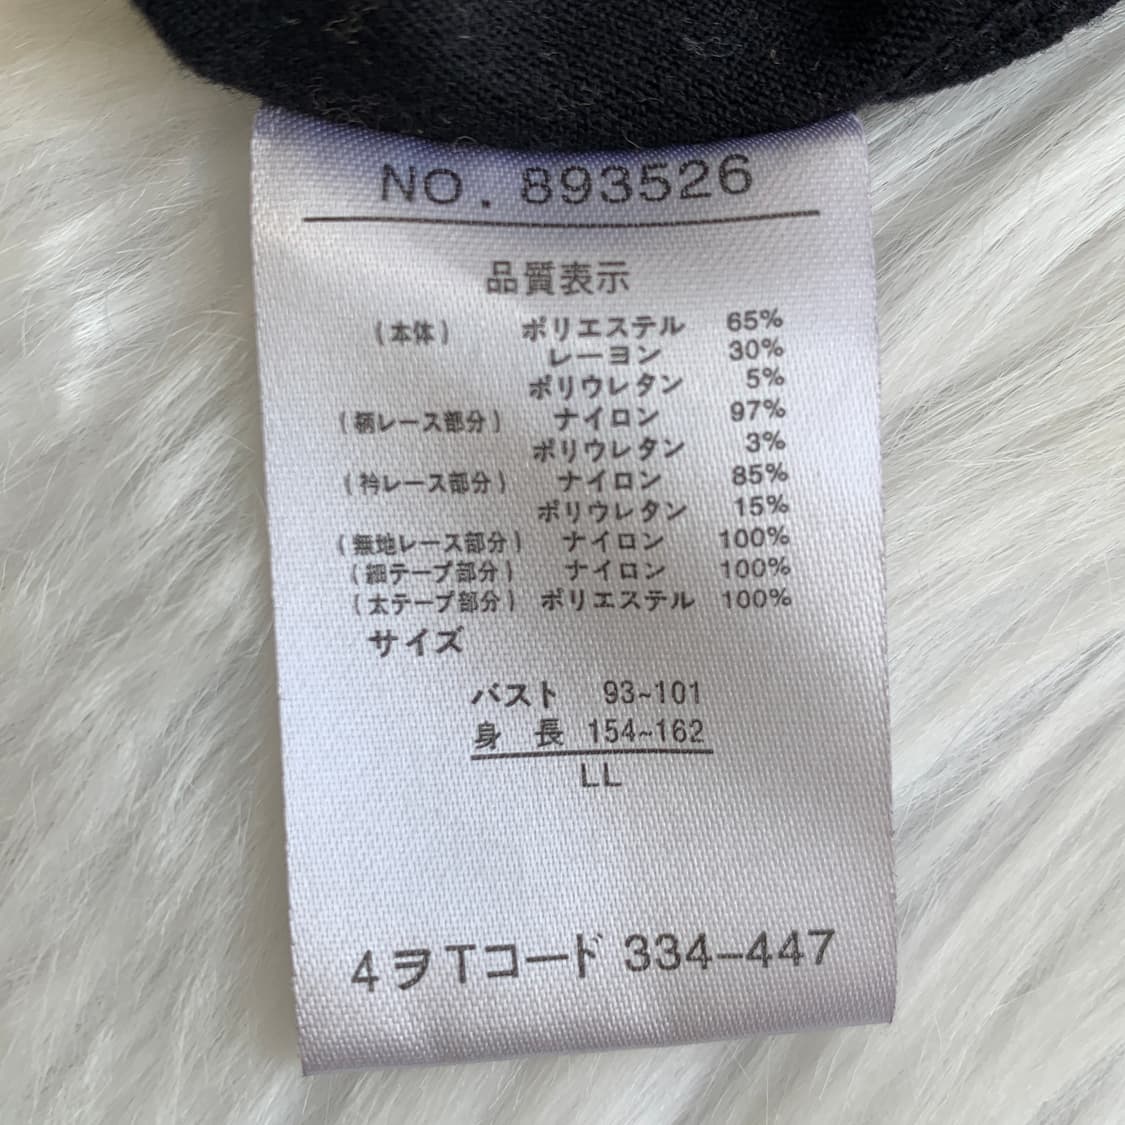 NO. 893526
品質表示
(本体) ポリエステル 65%
レーヨン 30%
ポリウレタン 5%
(柄レース部分) ナイロン 97%
ポリウレタン 3%
(衿レース部分) ナイロン 85%
ポリウレタン 15%
(無地レース部分) ナイロン 100%
(細テープ部分) ナイロン 100%
(太テープ部分) ポリエステル 100%
サイズ
バスト 93~101
身 長 154~162
LL
4ヲTコード 334-447